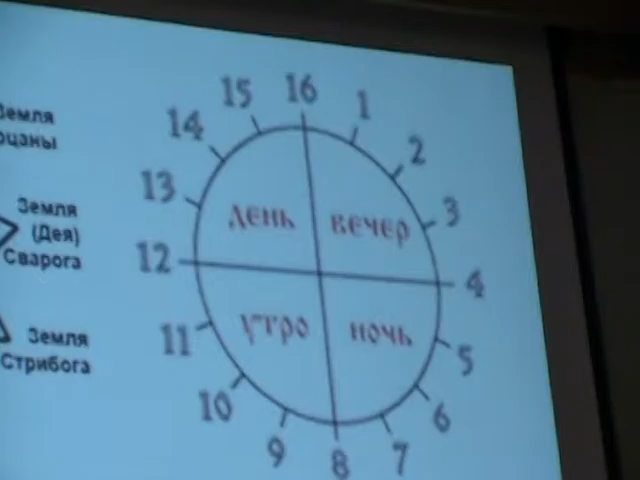 Земля
Земля
(Дея)
Сварога
Земля
Стрибога
16
15
1
14
2
13
3
день
вечер
12
4
утро
ночь
11
5
10
6
9
7
8